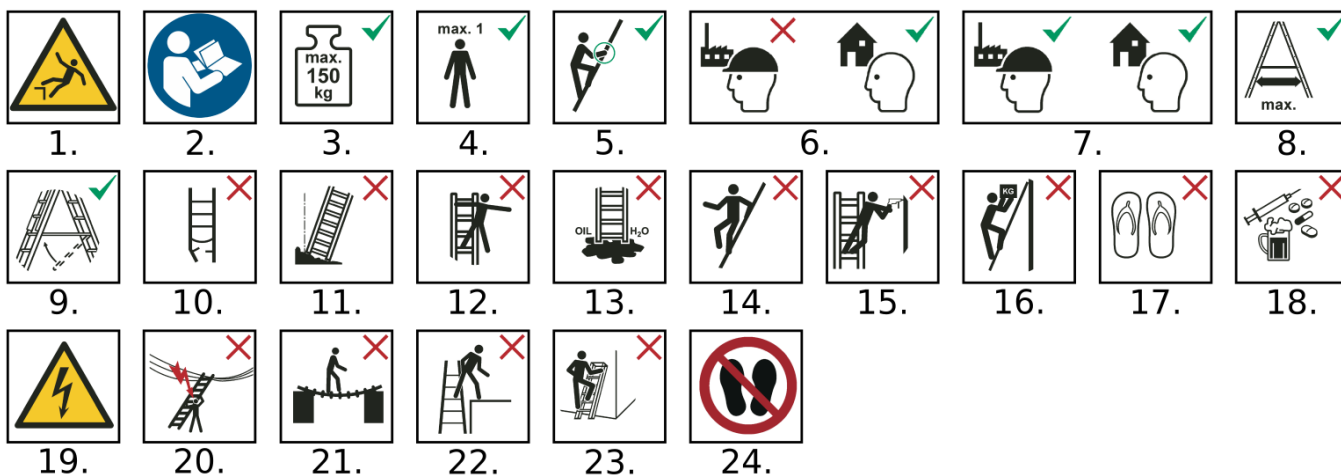 max.
150
kg
max. 1
max.
1. 2. 3. 4. 5. 6. 7. 8.
OIL H₂O
KG
9. 10. 11. 12. 13. 14. 15. 16. 17. 18.
19. 20. 21. 22. 23. 24.